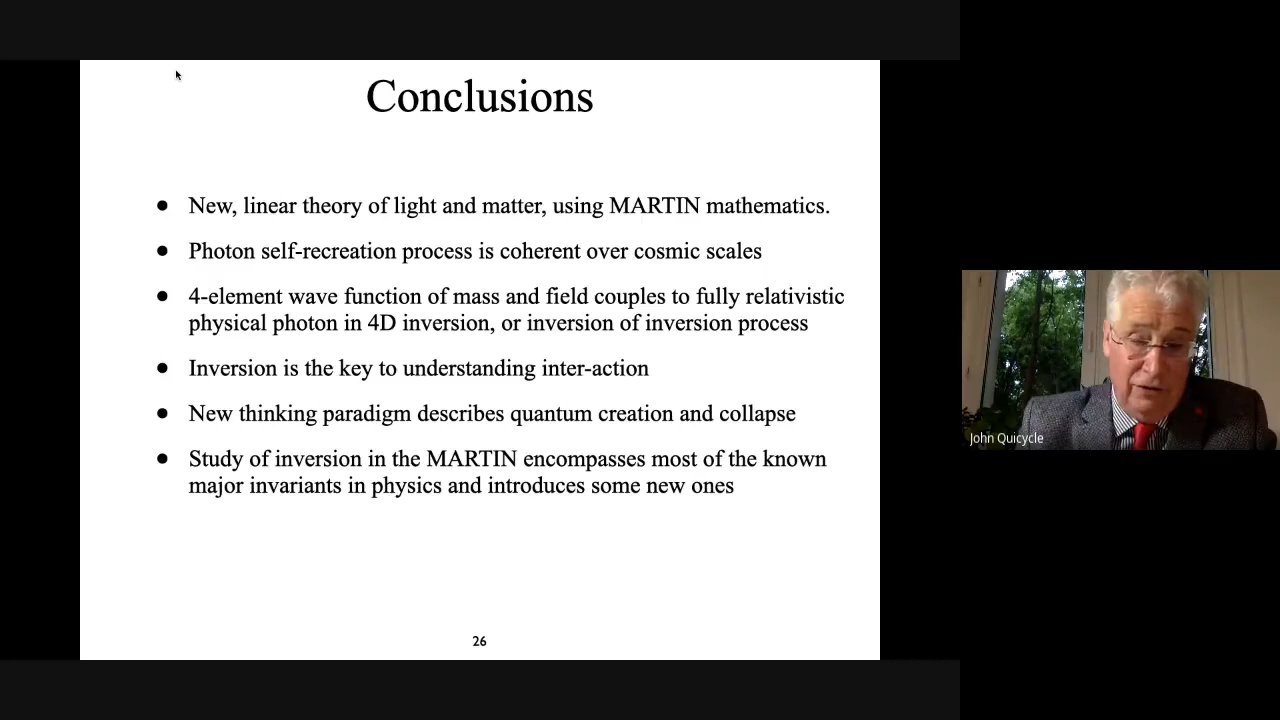 Conclusions
● New, linear theory of light and matter, using MARTIN mathematics.
● Photon self-recreation process is coherent over cosmic scales
● 4-element wave function of mass and field couples to fully relativistic
physical photon in 4D inversion, or inversion of inversion process
● Inversion is the key to understanding inter-action
● New thinking paradigm describes quantum creation and collapse
● Study of inversion in the MARTIN encompasses most of the known
major invariants in physics and introduces some new ones
26
John Quicycle